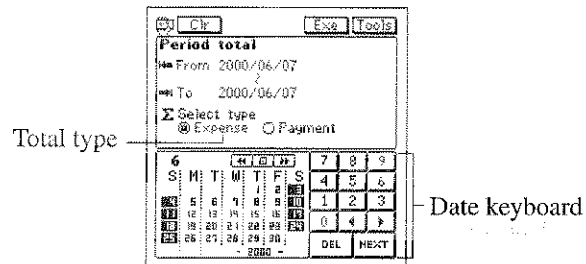 Clr Exe Tools
Period total
From 2000/06/07
To 2000/06/07
Σ Select type
Expense Payment
Total type
6
S M T W T F S
1 2 3
4 5 6 7 8 9 10
11 12 13 14 15 16 17
18 19 20 21 22 23 24
25 26 27 28 29 30
- 2000 -
7 8 9
4 5 6
1 2 3
0
DEL NEXT
Date keyboard